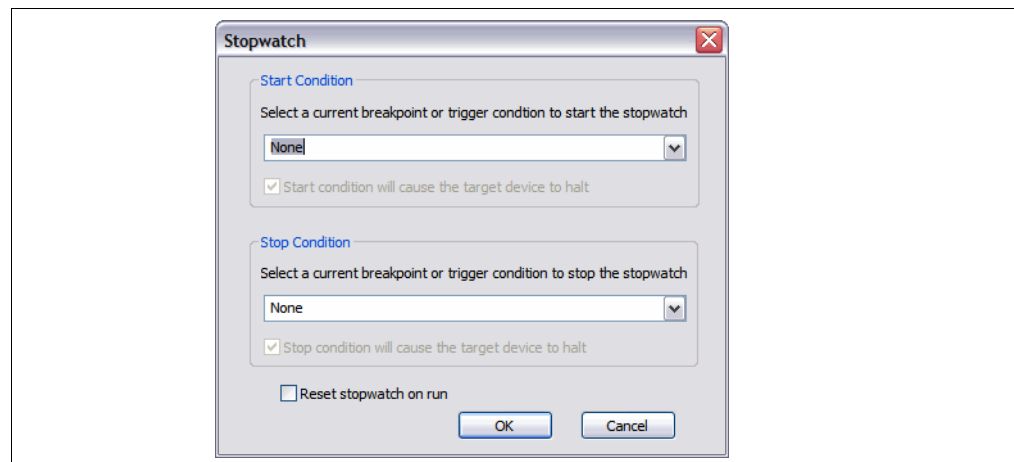 Stopwatch
Start Condition
Select a current breakpoint or trigger condtion to start the stopwatch
None
Start condition will cause the target device to halt
Stop Condition
Select a current breakpoint or trigger condition to stop the stopwatch
None
Stop condition will cause the target device to halt
Reset stopwatch on run
OK Cancel